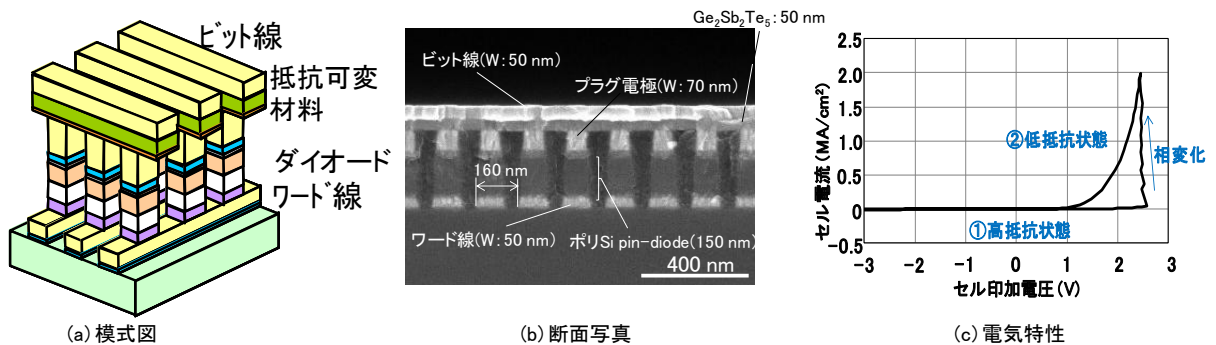 ビット線
抵抗可変
材料
ダイオード
ワード線
(a)模式図
Ge2Sb2Te5:50 nm
ビット線(W:50 nm)
プラグ電極(W:70 nm)
160 nm
ワード線(W:50 nm)
ポリSi pin-diode(150 nm)
400 nm
(b)断面写真
2.5
2.0
1.5
1.0
0.5
0
-0.5
セル電流(MA/cm²)
②低抵抗状態
相変化
①高抵抗状態
-3 -2 -1 0 1 2 3
セル印加電圧(V)
(c)電気特性